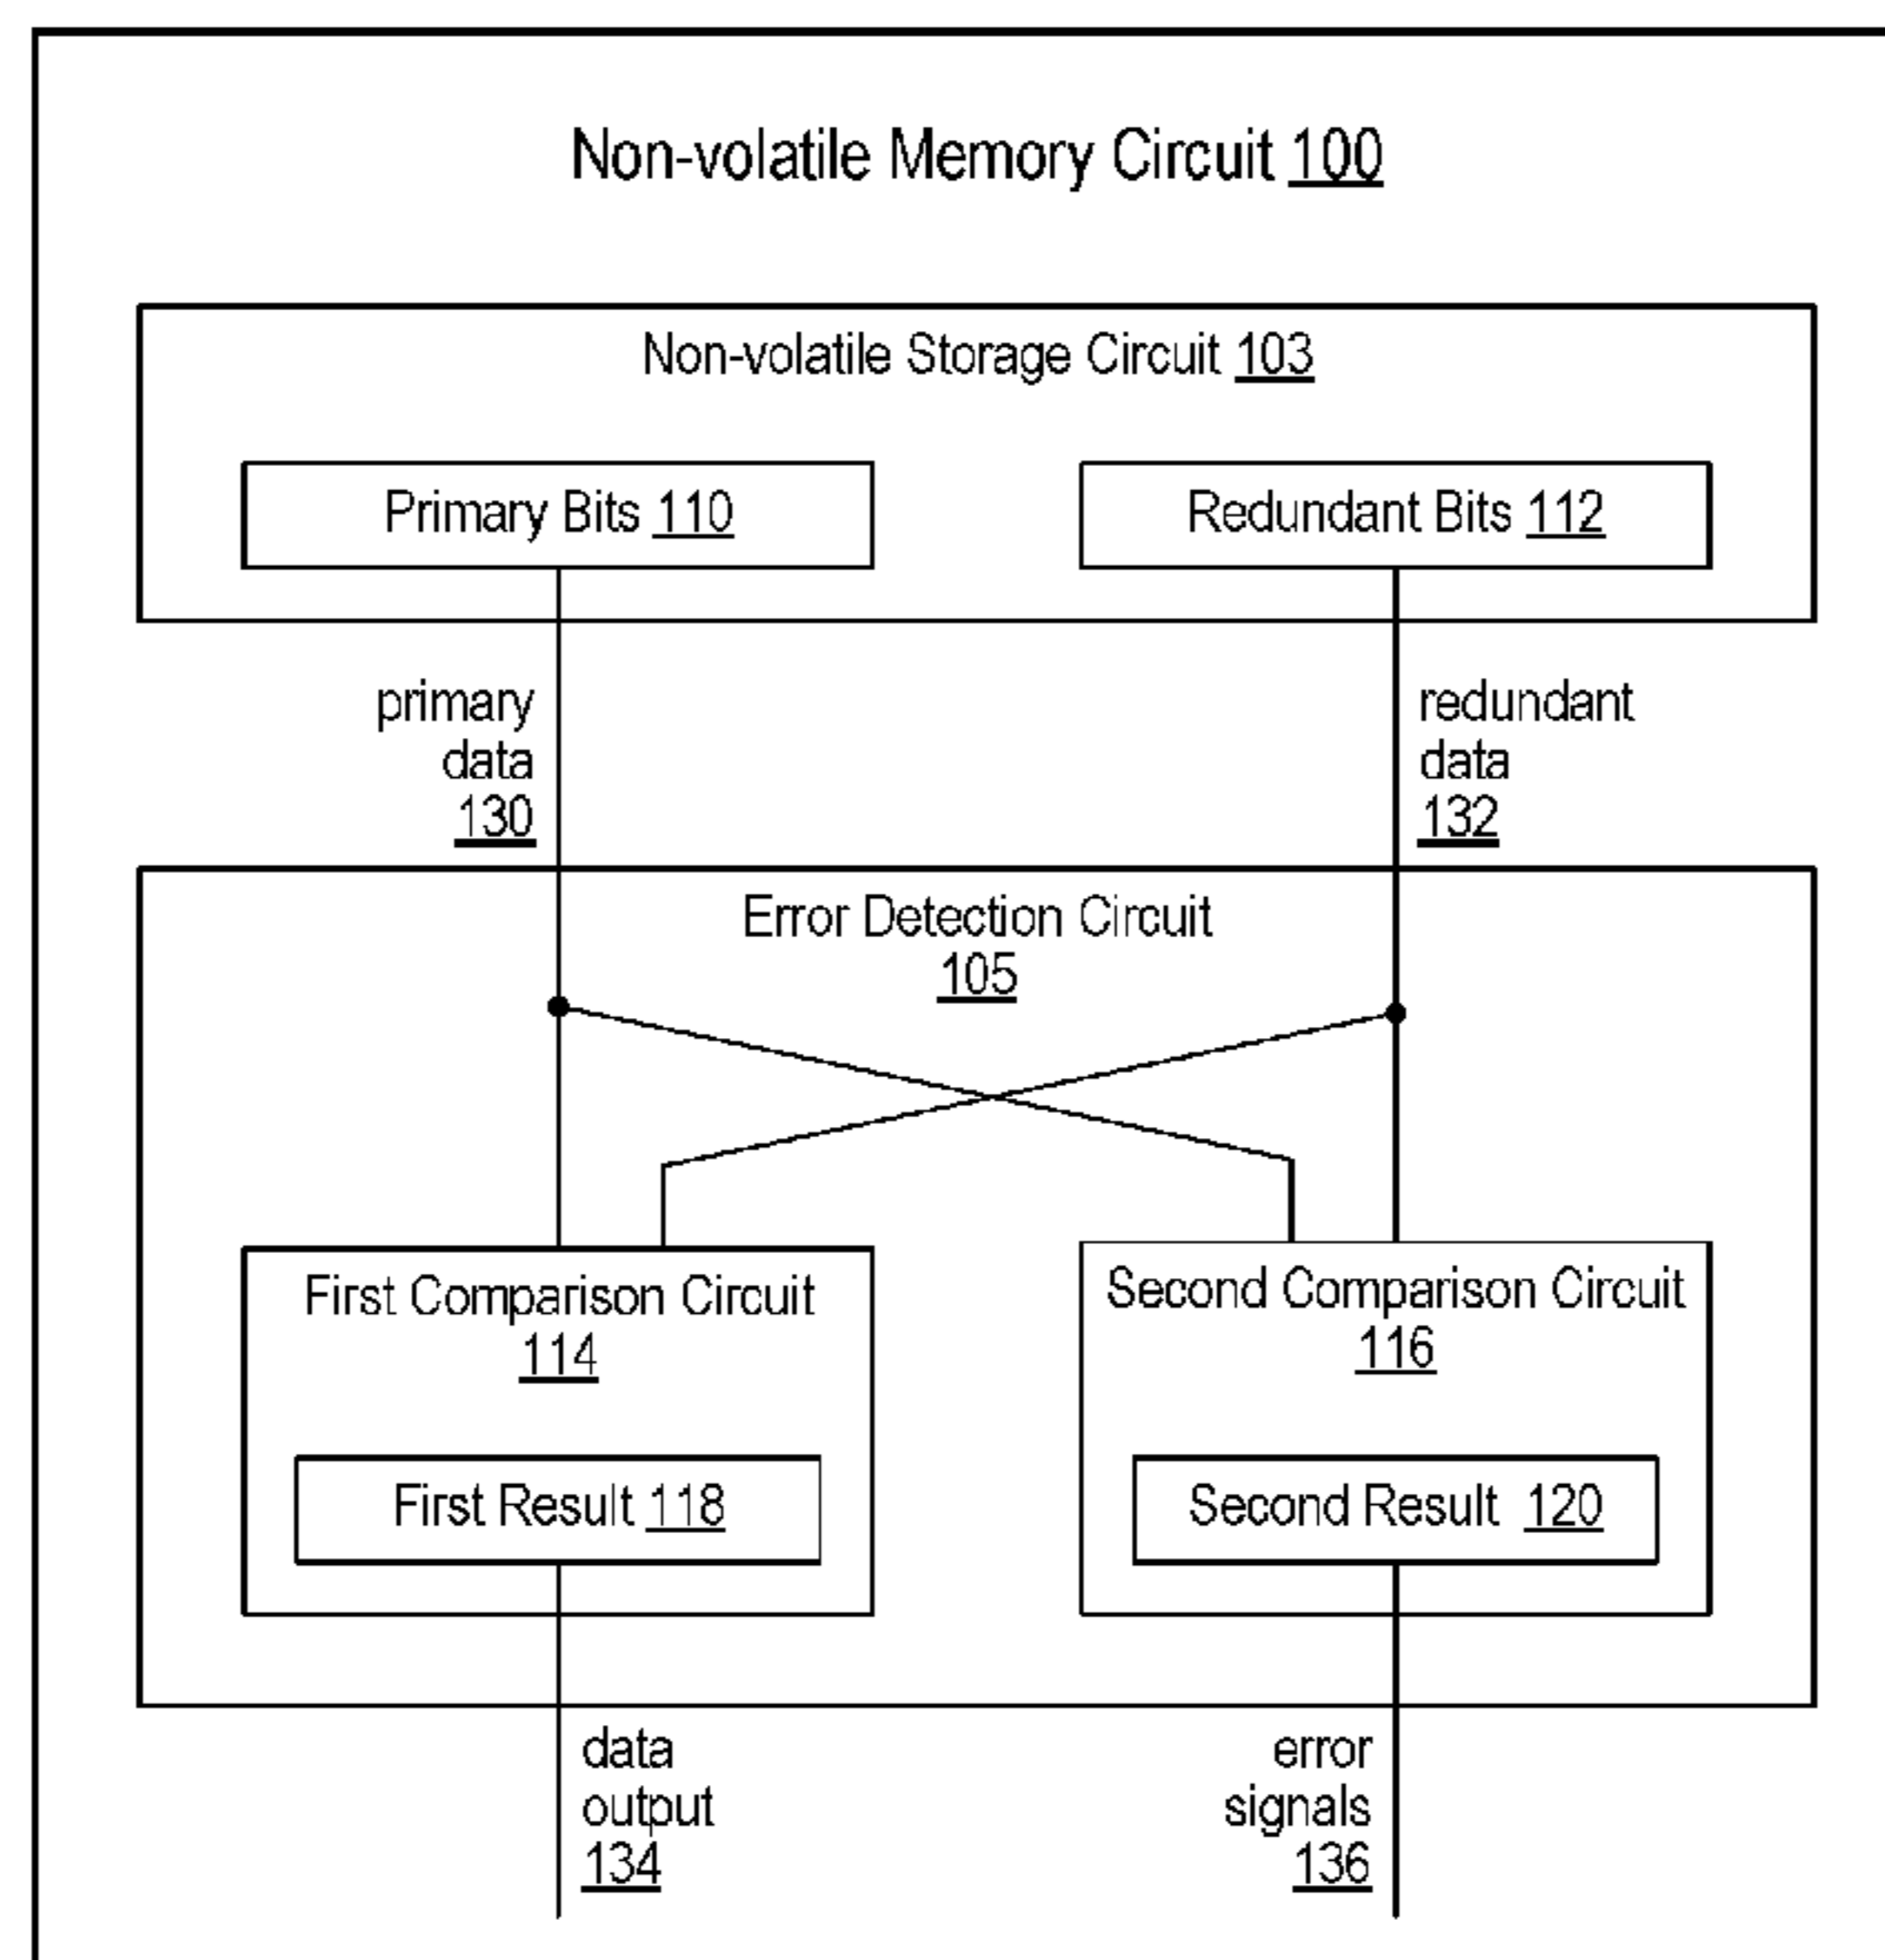 Non-volatile Memory Circuit 100
Non-volatile Storage Circuit 103
Primary Bits 110
Redundant Bits 112
primary
data
130
redundant
data
132
Error Detection Circuit
105
First Comparison Circuit
114
Second Comparison Circuit
116
First Result 118
Second Result 120
data
output
134
error
signals
136